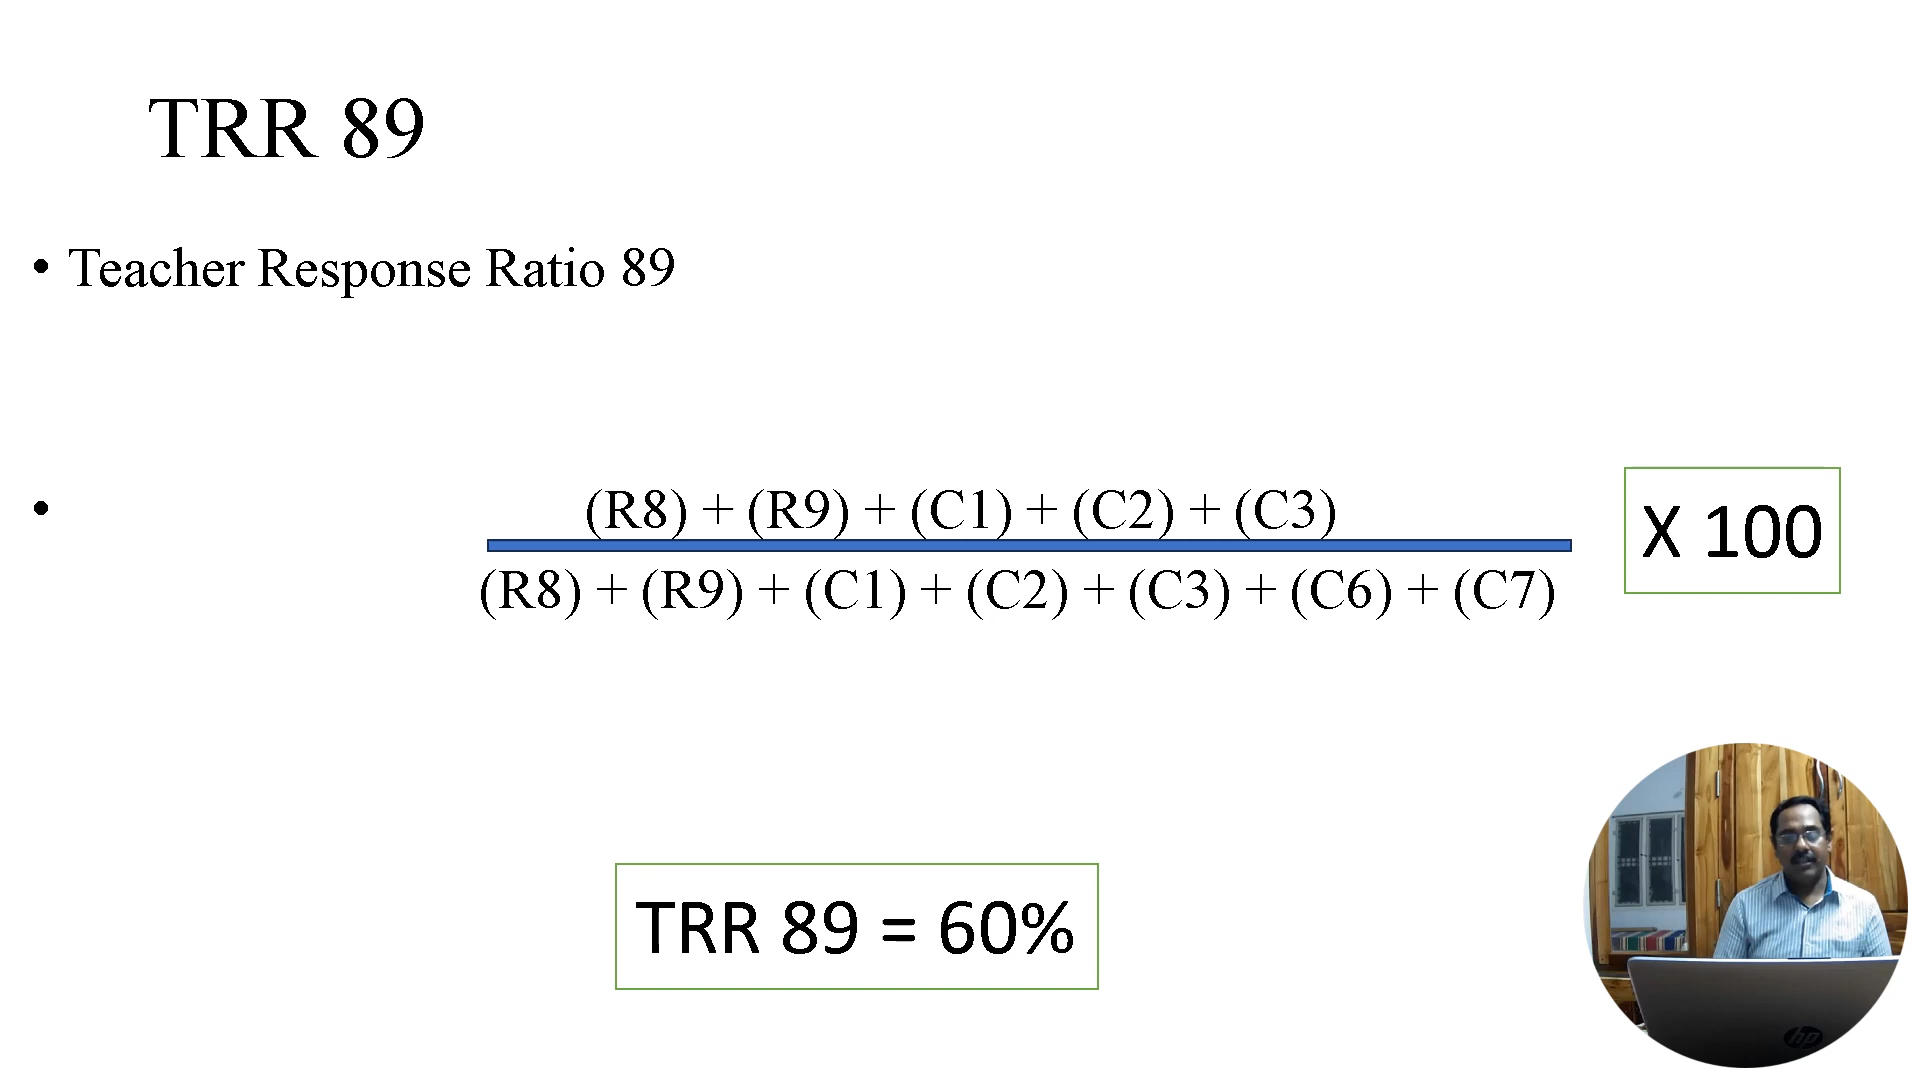 TRR 89
• Teacher Response Ratio 89
• (R8) + (R9) + (C1) + (C2) + (C3)
X 100
(R8) + (R9) + (C1) + (C2) + (C3) + (C6) + (C7)
TRR 89 = 60%
hp